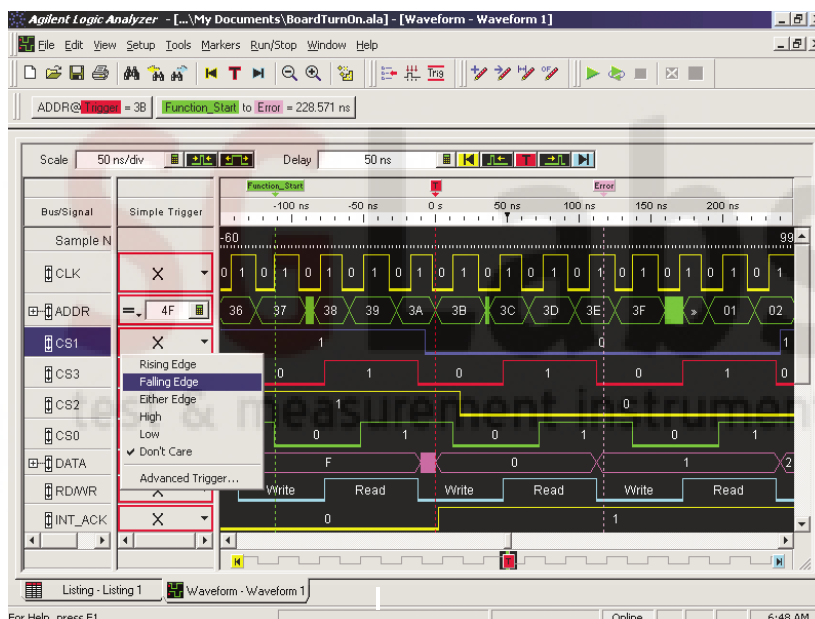 Agilent Logic Analyzer - [...\My Documents\BoardTurnOn.ala] - [Waveform - Waveform 1]
File Edit View Setup Tools Markers Run/Stop Window Help
T Trig
ADDR@ Trigger = 3B Function_Start to Error = 228.571 ns
Scale 50 ns/div Delay 50 ns T
Function_Start T Error
Bus/Signal Simple Trigger -100 ns -50 ns 0 s 50 ns 100 ns 150 ns 200 ns
Sample N -60 99
CLK X 0 1 0 1 0 1 0 1 0 1 0 1 0 1 0 1 0 1 0 1 0 1 0 1 0 1
ADDR = 4F 36 37 38 39 3A 3B 3C 3D 3E 3F » 01 02
CS1 X 1 0 1
CS3 0 1 0 1 0 1 0
CS2 1 0
CS0 0 1 0 1 0 1
DATA F 0 1 2
RD/WR X Write Read Write Read Write Read
INT_ACK X 0 1
Rising Edge
Falling Edge
Either Edge
High
Low
✔ Don't Care
Advanced Trigger...
T
Listing - Listing 1 Waveform - Waveform 1
For Help, press F1 Online 6:48 AM
test & measurement instrument